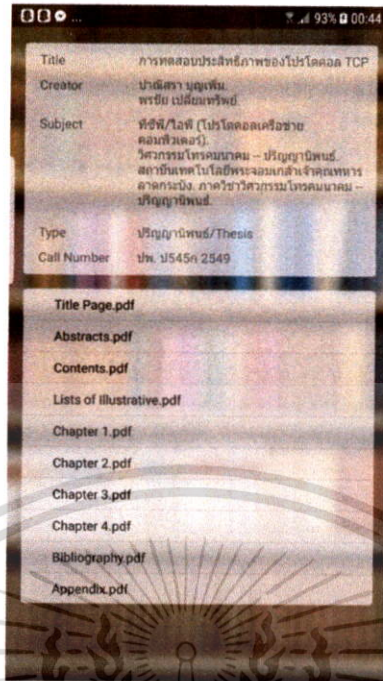 93% 00:44
Title การทดสอบประสิทธิภาพของโปรโตคอล TCP
Creator ปาณิสรา บุญเพิ่ม.
พรชัย เปลี่ยมทรัพย์.
Subject ทีซีพี/ไอพี (โปรโตคอลเครือข่าย
คอมพิวเตอร์).
วิศวกรรมโทรคมนาคม -- ปริญญานิพนธ์.
สถาบันเทคโนโลยีพระจอมเกล้าเจ้าคุณทหาร
ลาดกระบัง. ภาควิชาวิศวกรรมโทรคมนาคม --
ปริญญานิพนธ์.
Type ปริญญานิพนธ์/Thesis
Call Number ปพ. ป545ก 2549
Title Page.pdf
Abstracts.pdf
Contents.pdf
Lists of Illustrative.pdf
Chapter 1.pdf
Chapter 2.pdf
Chapter 3.pdf
Chapter 4.pdf
Bibliography.pdf
Appendix.pdf